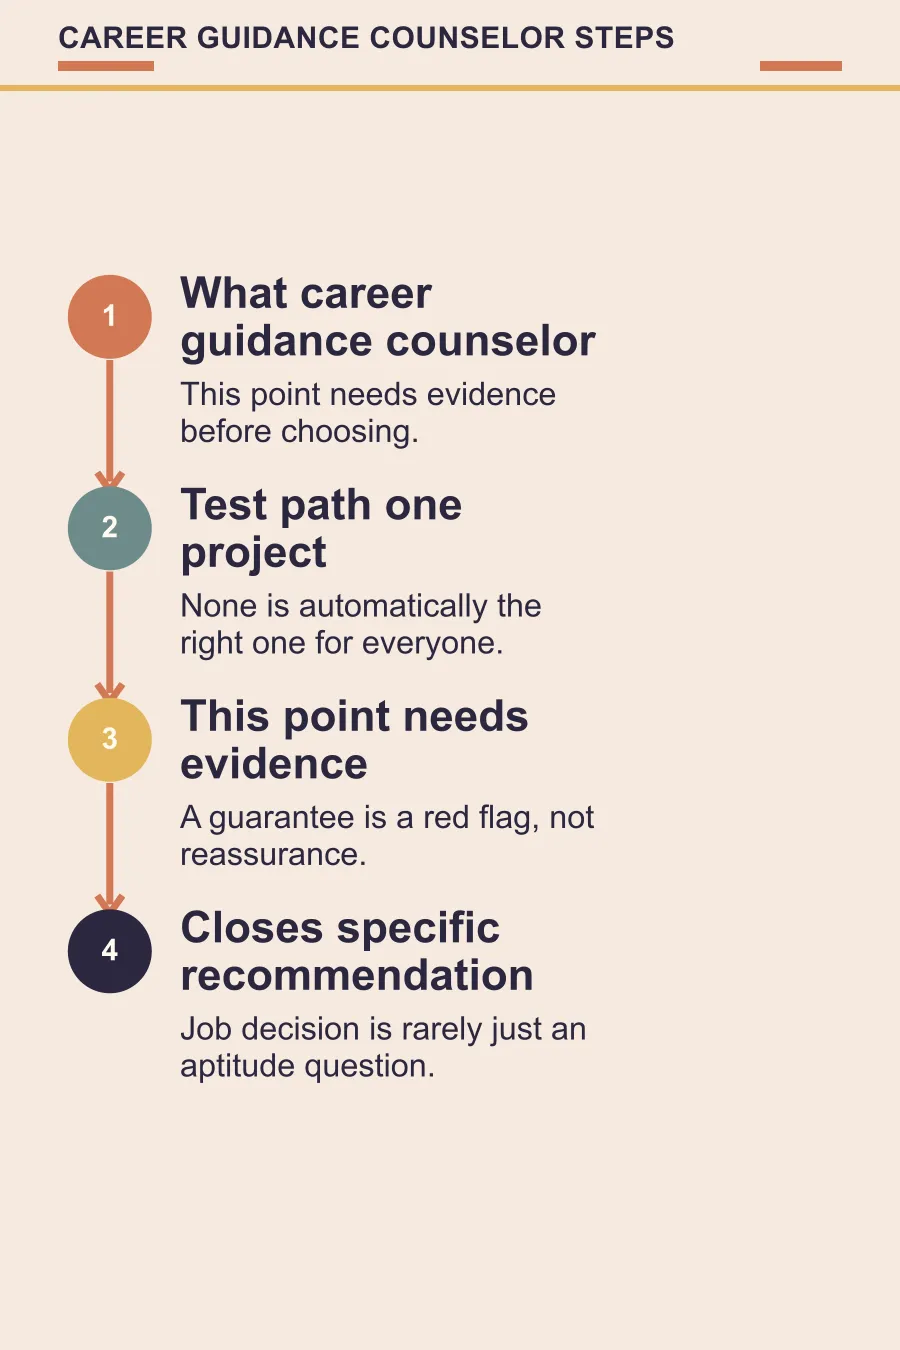 CAREER GUIDANCE COUNSELOR STEPS
1
What career
guidance counselor
This point needs evidence
before choosing.
2
Test path one
project
None is automatically the
right one for everyone.
3
This point needs
evidence
A guarantee is a red flag, not
reassurance.
4
Closes specific
recommendation
Job decision is rarely just an
aptitude question.